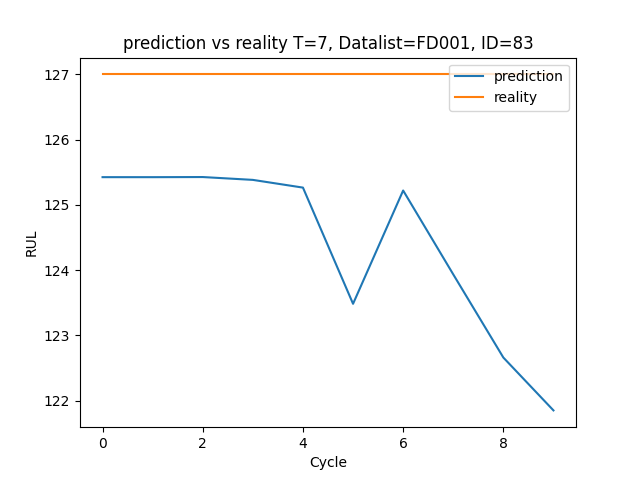 prediction vs reality T=7, Datalist=FD001, ID=83
127
126
125
124
123
122
RUL
prediction
reality
0 2 4 6 8
Cycle